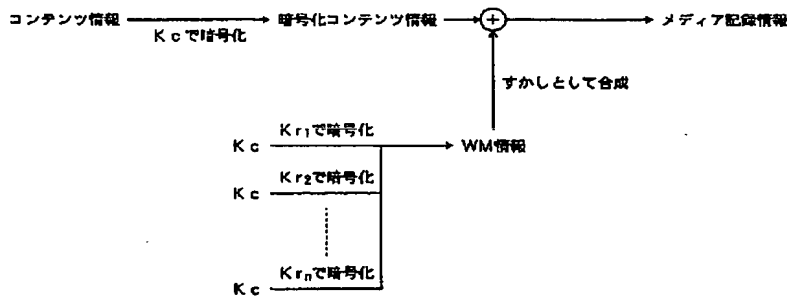 コンテンツ情報
Kcで暗号化
暗号化コンテンツ情報
+
メディア記録情報
すかしとして合成
Kc
Kr1で暗号化
WM情報
Kc
Kr2で暗号化
Kc
Krnで暗号化